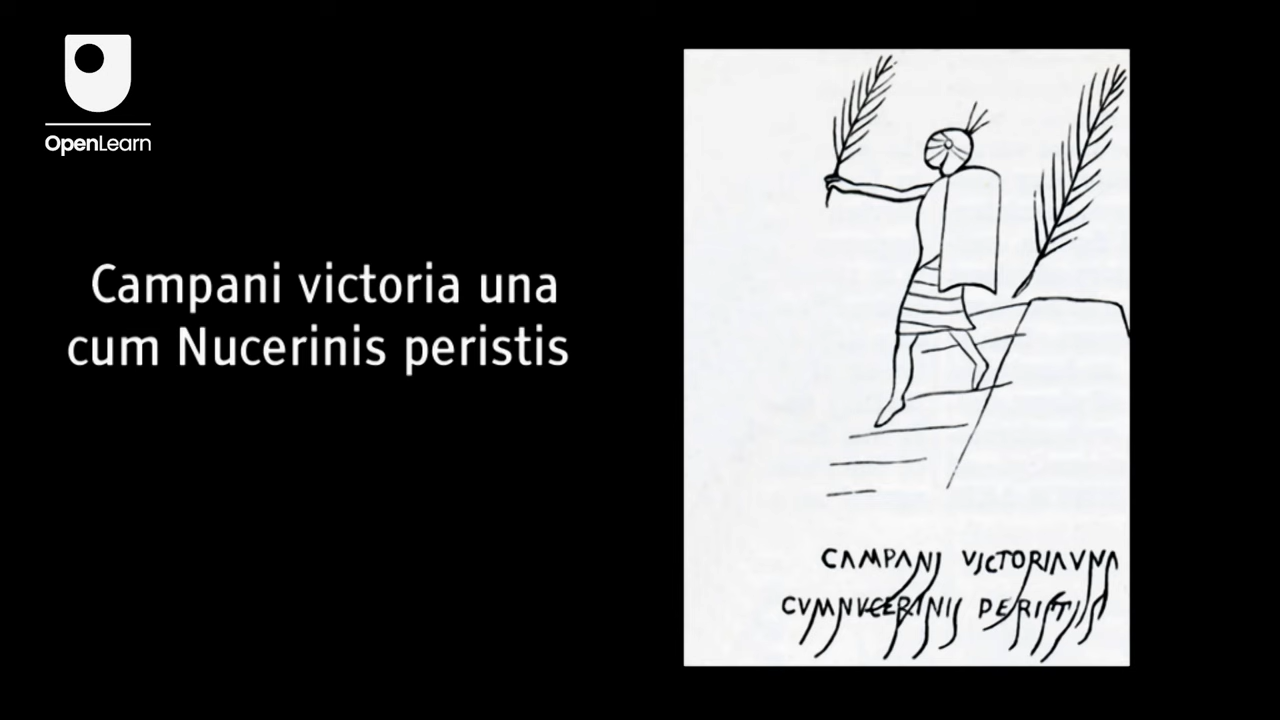 OpenLearn
Campani victoria una
cum Nucerinis peristis
CAMPANI VICTORIA VNA
CVM NVCERINIS PERISTIS